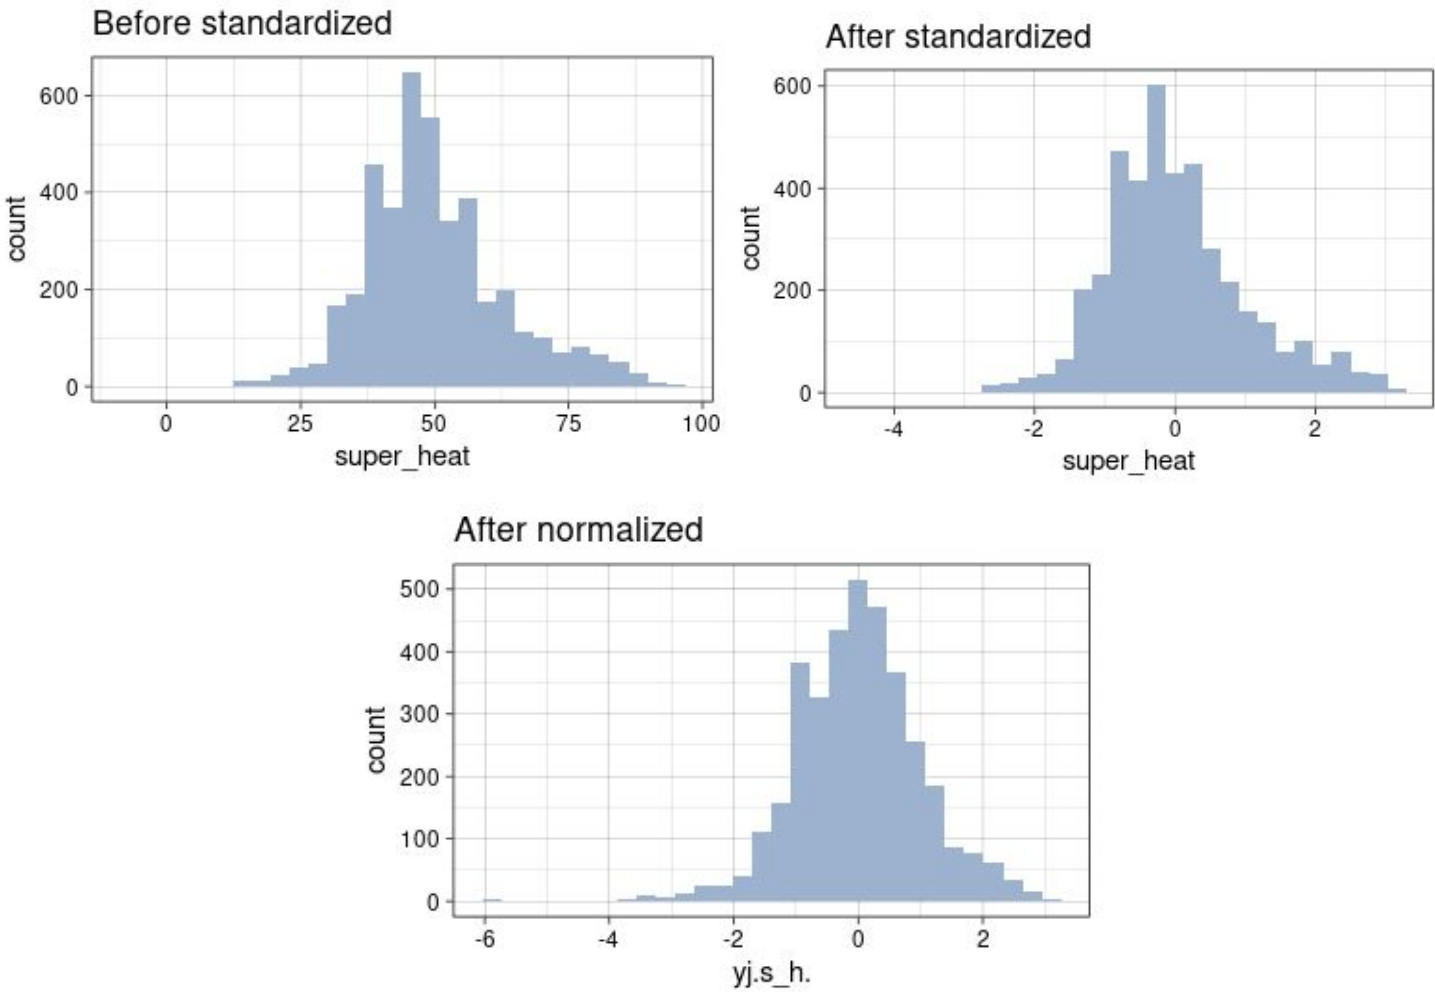 Before standardized
600
400
200
0
count
0 25 50 75 100
super_heat
After standardized
600
400
200
0
count
-4 -2 0 2
super_heat
After normalized
500
400
300
200
100
0
count
-6 -4 -2 0 2
yj.s_h.